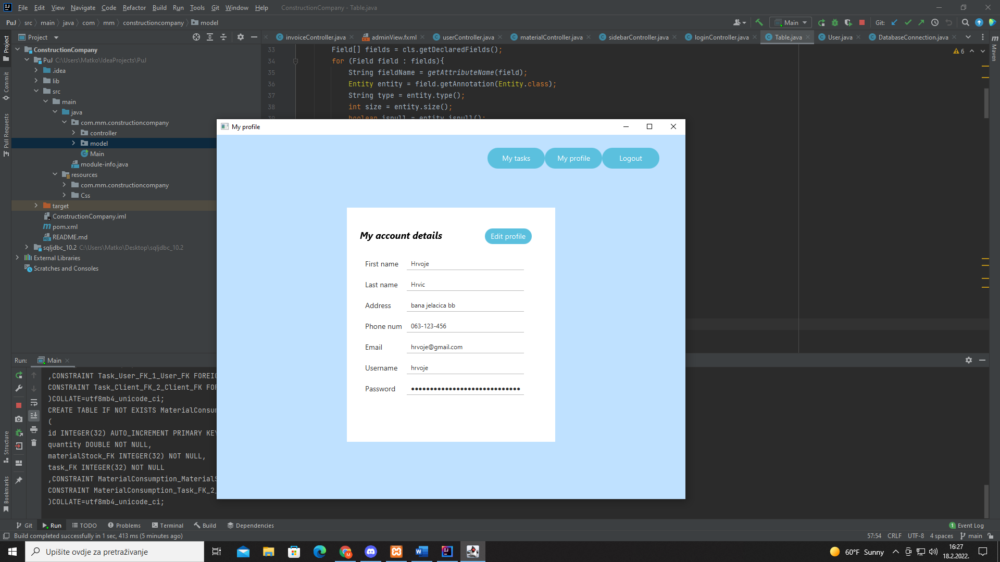 File Edit View Navigate Code Refactor Build Run Tools Git Window Help ConstructionCompany - Table.java
PuJ src main java com mm constructioncompany model Main Git:
Project
invoiceController.java adminView.fxml userController.java materialController.java sidebarController.java loginController.java Table.java User.java DatabaseConnection.java
Project
Commit
Pull Requests
Structure
Bookmarks
Maven
ConstructionCompany
PuJ C:\Users\Matko\IdeaProjects\PuJ
.idea
lib
src
main
java
com.mm.constructioncompany
controller
model
Main
module-info.java
resources
com.mm.constructioncompany
Css
target
ConstructionCompany.iml
pom.xml
README.md
sqljdbc_10.2 C:\Users\Matko\Desktop\sqljdbc_10.2
External Libraries
Scratches and Consoles
6
33 Field[] fields = cls.getDeclaredFields();
34 for (Field field : fields){
35 String fieldName = getAttributeName(field);
36 Entity entity = field.getAnnotation(Entity.class);
37 String type = entity.type();
38 int size = entity.size();
39 boolean isnull = entity.isnull();
My profile
My tasks My profile Logout
My account details Edit profile
First name Hrvoje
Last name Hrvic
Address bana jelacica bb
Phone num 063-123-456
Email hrvoje@gmail.com
Username hrvoje
Password •••••••••••••••••••••••••••••
Run: Main
,CONSTRAINT Task_User_FK_1_User_FK FOREIG
CONSTRAINT Task_Client_FK_2_Client_FK FOR
)COLLATE=utf8mb4_unicode_ci;
CREATE TABLE IF NOT EXISTS MaterialConsum
(
id INTEGER(32) AUTO_INCREMENT PRIMARY KEY
quantity DOUBLE NOT NULL,
materialStock_FK INTEGER(32) NOT NULL,
task_FK INTEGER(32) NOT NULL
,CONSTRAINT MaterialConsumption_MaterialS
CONSTRAINT MaterialConsumption_Task_FK_2_
)COLLATE=utf8mb4_unicode_ci;
Git Run TODO Problems Terminal Build Dependencies 1 Event Log
Build completed successfully in 1 sec, 413 ms (5 minutes ago) 57:54 CRLF UTF-8 4 spaces main
Upišite ovdje za pretraživanje 60°F Sunny 16:27
18.2.2022.